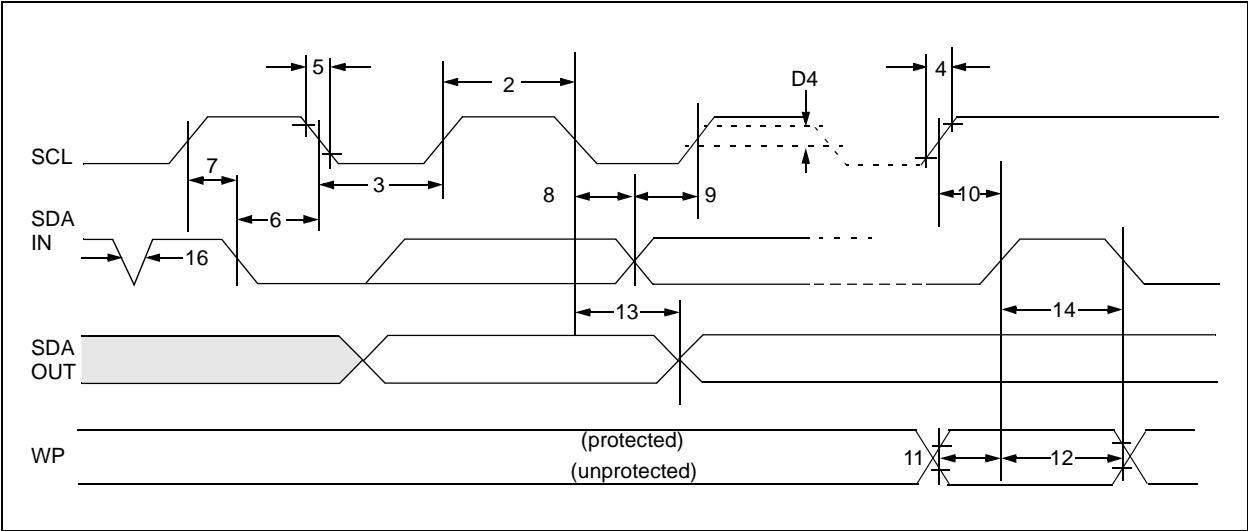 5
2
D4
4
SCL
7
3
8
9
10
6
SDA
IN
16
13
14
SDA
OUT
(protected)
WP
11
12
(unprotected)